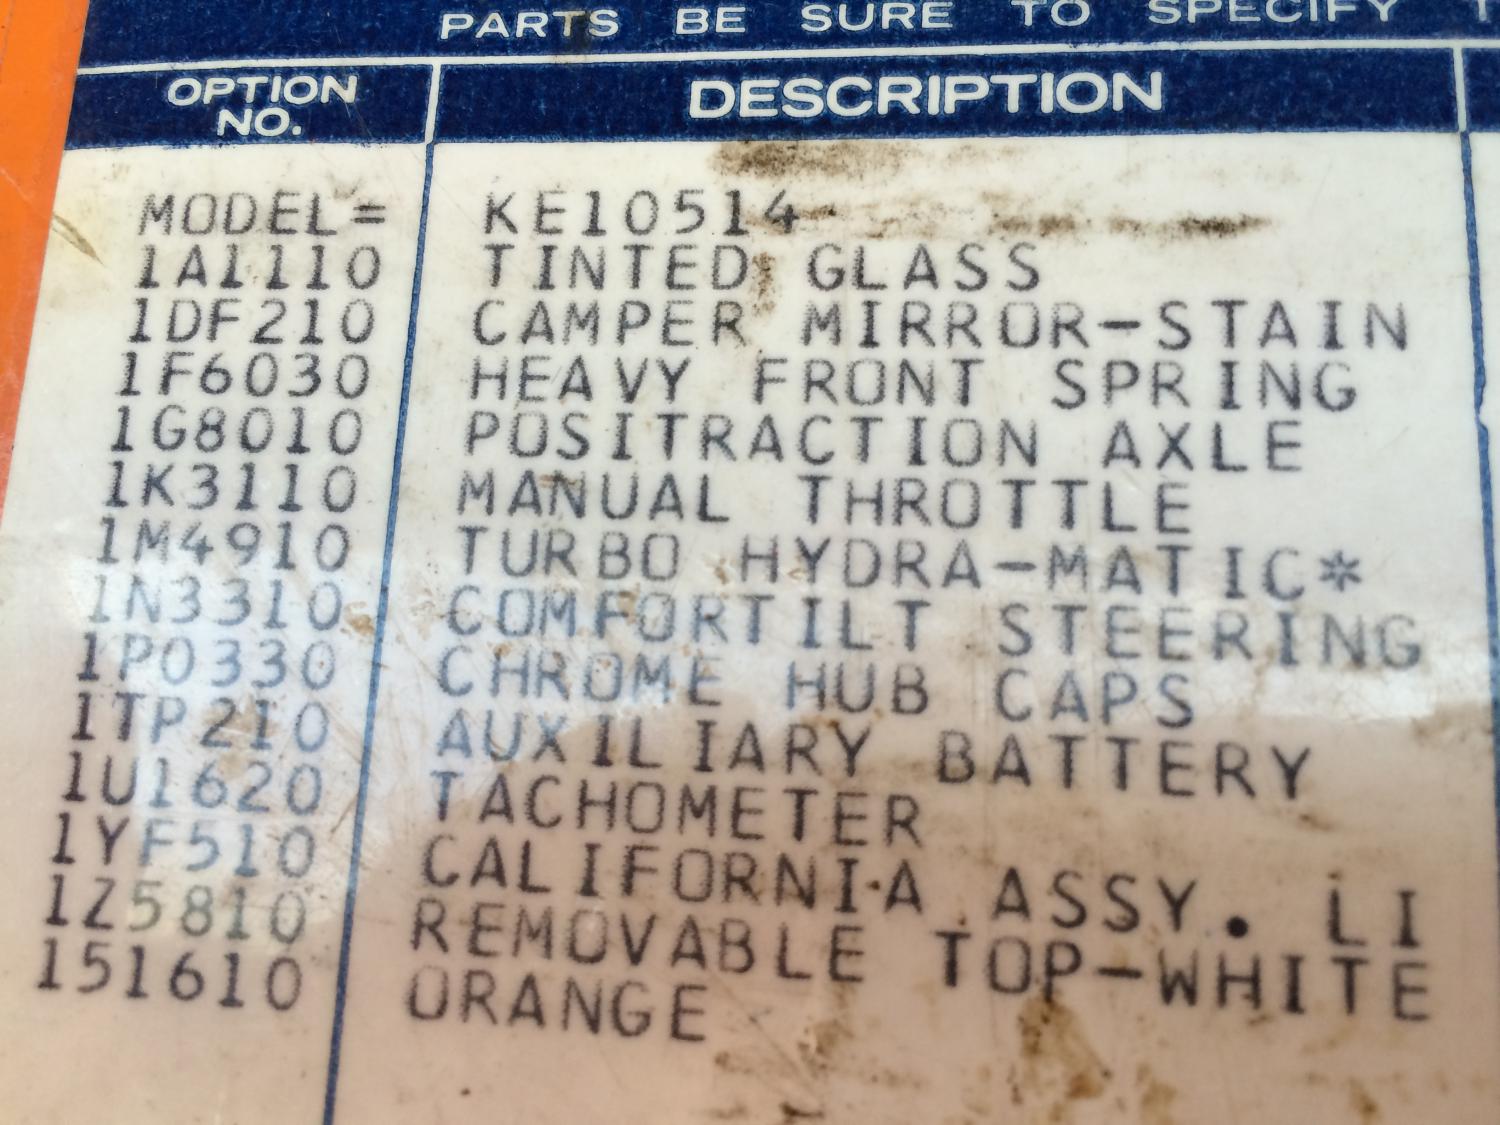 PARTS BE SURE TO SPECIFY
OPTION NO. DESCRIPTION
MODEL= KE10514
1A1110 TINTED GLASS
1DF210 CAMPER MIRROR-STAIN
1F6030 HEAVY FRONT SPRING
1G8010 POSITRACTION AXLE
1K3110 MANUAL THROTTLE
1M4910 TURBO HYDRA-MATIC*
1N3310 COMFORTILT STEERING
1P0330 CHROME HUB CAPS
1TP210 AUXILIARY BATTERY
1U1620 TACHOMETER
1YF510 CALIFORNIA ASSY. LI
1Z5810 REMOVABLE TOP-WHITE
151610 ORANGE